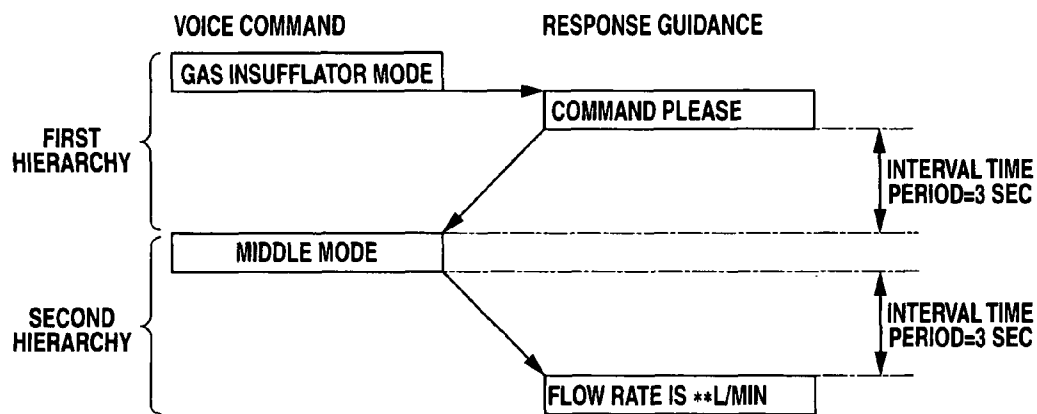 VOICE COMMAND
RESPONSE GUIDANCE
GAS INSUFFLATOR MODE
COMMAND PLEASE
FIRST
HIERARCHY
INTERVAL TIME
PERIOD=3 SEC
MIDDLE MODE
SECOND
HIERARCHY
INTERVAL TIME
PERIOD=3 SEC
FLOW RATE IS **L/MIN